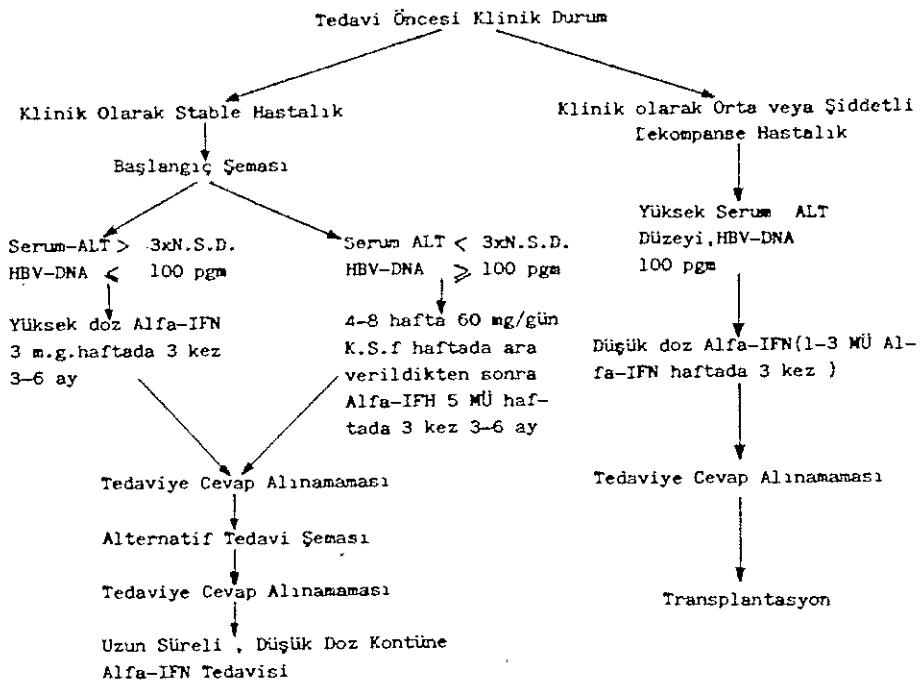 Tedavi Öncesi Klinik Durum
Klinik Olarak Stable Hastalık
Başlangıç Şeması
Serum-ALT > 3xN.S.D.
HBV-DNA ⩽ 100 pgm
Yüksek doz Alfa-IFN
3 m.g.haftada 3 kez
3-6 ay
Serum ALT < 3xN.S.D.
HBV-DNA ⩾ 100 pgm
4-8 hafta 60 mg/gün
K.S.f haftada ara
verildikten sonra
Alfa-IFH 5 MÜ haf-
tada 3 kez 3-6 ay
Tedaviye Cevap Alınamaması
Alternatif Tedavi Şeması
Tedaviye Cevap Alınamaması
Uzun Süreli , Düşük Doz Kontüne
Alfa-IFN Tedavisi
Klinik olarak Orta veya Şiddetli
Dekompanse Hastalık
Yüksek Serum ALT
Düzeyi,HBV-DNA
100 pgm
Düşük doz Alfa-IFN(1-3 MÜ Al-
fa-IFN haftada 3 kez )
Tedaviye Cevap Alınamaması
Transplantasyon